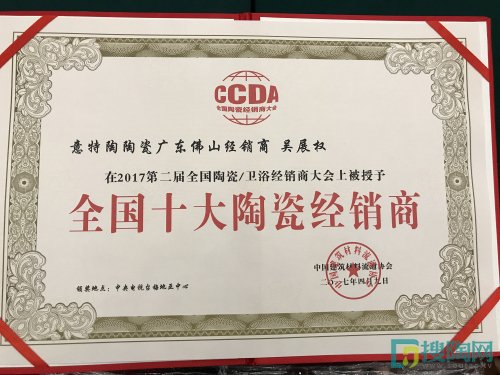 CCDA
全国陶瓷经销商大会
意特陶陶瓷广东佛山经销商 吴展权
在2017第二届全国陶瓷/卫浴经销商大会上被授予
全国十大陶瓷经销商
中国建筑材料流通协会
二〇一七年四月九日
颁奖地点：中央电视台梅地亚中心
搜陶网